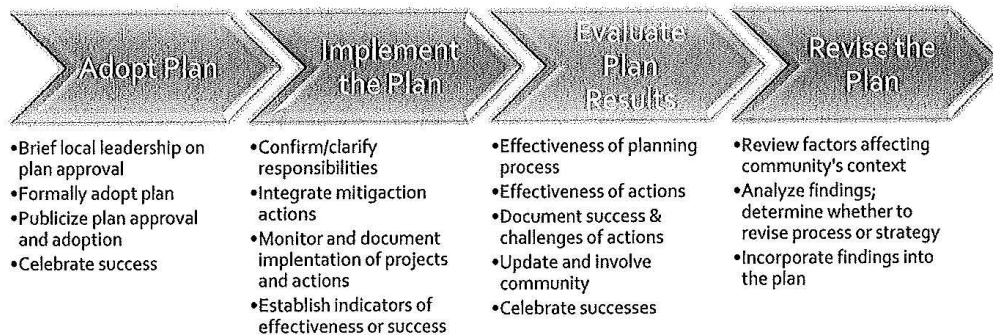 Adopt Plan
•Brief local leadership on
plan approval
•Formally adopt plan
•Publicize plan approval
and adoption
•Celebrate success
Implement
the Plan
•Confirm/clarify
responsibilities
•Integrate mitigaction
actions
•Monitor and document
implentation of projects
and actions
•Establish indicators of
effectiveness or success
Evaluate
Plan
Results
•Effectiveness of planning
process
•Effectiveness of actions
•Document success &
challenges of actions
•Update and involve
community
•Celebrate successes
Revise the
Plan
•Review factors affecting
community's context
•Analyze findings;
determine whether to
revise process or strategy
•Incorporate findings into
the plan